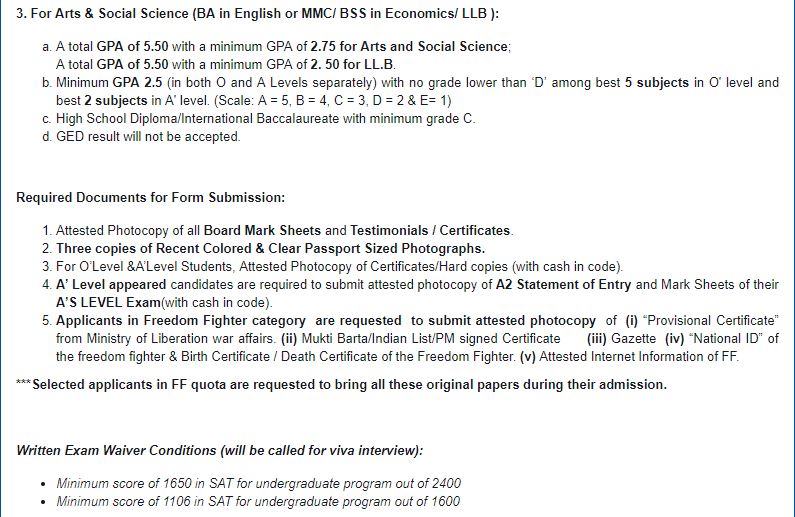 3. For Arts & Social Science (BA in English or MMC/ BSS in Economics/ LLB ):
a. A total GPA of 5.50 with a minimum GPA of 2.75 for Arts and Social Science;
A total GPA of 5.50 with a minimum GPA of 2. 50 for LL.B.
b. Minimum GPA 2.5 (in both O and A Levels separately) with no grade lower than ‘D’ among best 5 subjects in O' level and
best 2 subjects in A' level. (Scale: A = 5, B = 4, C = 3, D = 2 & E= 1)
c. High School Diploma/International Baccalaureate with minimum grade C.
d. GED result will not be accepted.
Required Documents for Form Submission:
1. Attested Photocopy of all Board Mark Sheets and Testimonials / Certificates.
2. Three copies of Recent Colored & Clear Passport Sized Photographs.
3. For O’Level &A’Level Students, Attested Photocopy of Certificates/Hard copies (with cash in code).
4. A’ Level appeared candidates are required to submit attested photocopy of A2 Statement of Entry and Mark Sheets of their
A’S LEVEL Exam(with cash in code).
5. Applicants in Freedom Fighter category are requested to submit attested photocopy of (i) “Provisional Certificate”
from Ministry of Liberation war affairs. (ii) Mukti Barta/Indian List/PM signed Certificate (iii) Gazette (iv) “National ID” of
the freedom fighter & Birth Certificate / Death Certificate of the Freedom Fighter. (v) Attested Internet Information of FF.
***Selected applicants in FF quota are requested to bring all these original papers during their admission.
Written Exam Waiver Conditions (will be called for viva interview):
• Minimum score of 1650 in SAT for undergraduate program out of 2400
• Minimum score of 1106 in SAT for undergraduate program out of 1600